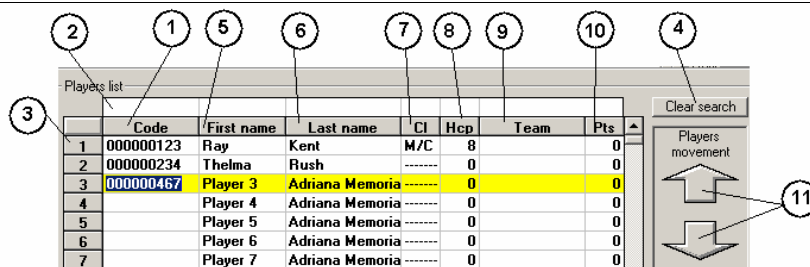 2 1 5 6 7 8 9 10 4
Players list
Clear search
3
Code First name Last name Cl Hcp Team Pts
Players
movement
1 000000123 Ray Kent M/C 8 0
2 000000234 Thelma Rush ------- 0 0
3 000000467 Player 3 Adriana Memoria ------- 0 0
4 Player 4 Adriana Memoria ------- 0 0
11
5 Player 5 Adriana Memoria ------- 0 0
6 Player 6 Adriana Memoria ------- 0 0
7 Player 7 Adriana Memoria ------- 0 0